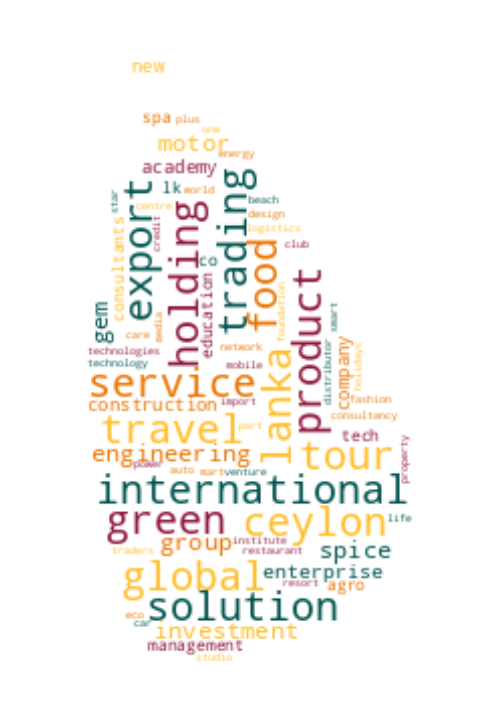 new
spa
plus
one
motor
energy
academy
lk
world
star
centre
export
holding
trading
beach
design
logistics
consultants
credit
club
co
food
education
product
gem
media
foundation
smart
care
network
technologies
technology
mobile
lanka
distributor
company
holidays
service
construction
import
fashion
consultancy
travel
part
tech
engineering
tour
power
auto
mart
venture
property
international
green
ceylon
life
group
institute
traders
restaurant
spice
enterprise
global
resort
agro
solution
eco
car
investment
management
studio